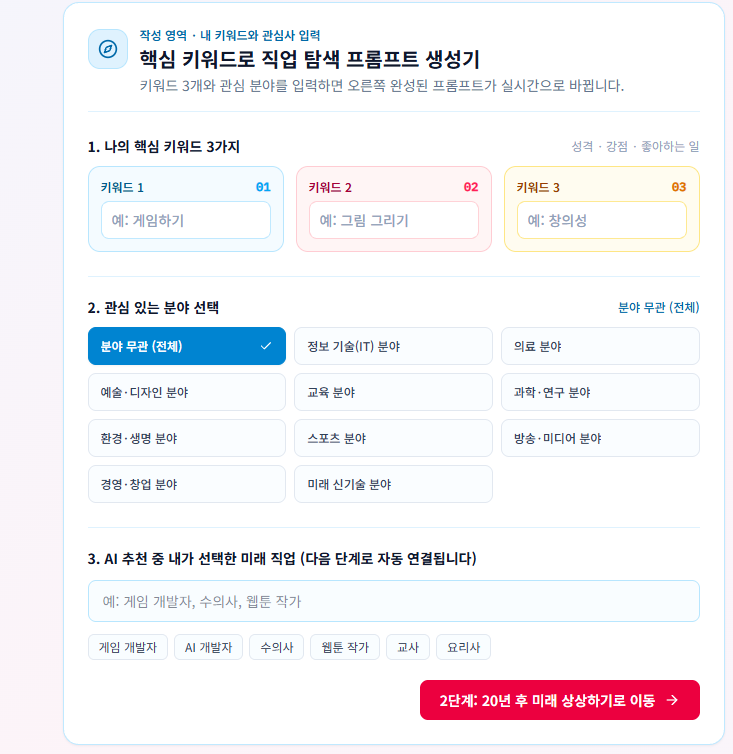 작성 영역 · 내 키워드와 관심사 입력
핵심 키워드로 직업 탐색 프롬프트 생성기
키워드 3개와 관심 분야를 입력하면 오른쪽 완성된 프롬프트가 실시간으로 바뀝니다.
1. 나의 핵심 키워드 3가지
성격 · 강점 · 좋아하는 일
키워드 1
01
키워드 2
02
키워드 3
03
예: 게임하기
예: 그림 그리기
예: 창의성
2. 관심 있는 분야 선택
분야 무관 (전체)
분야 무관 (전체)
정보 기술(IT) 분야
의료 분야
예술·디자인 분야
교육 분야
과학·연구 분야
환경·생명 분야
스포츠 분야
방송·미디어 분야
경영·창업 분야
미래 신기술 분야
3. AI 추천 중 내가 선택한 미래 직업 (다음 단계로 자동 연결됩니다)
예: 게임 개발자, 수의사, 웹툰 작가
게임 개발자
AI 개발자
수의사
웹툰 작가
교사
요리사
2단계: 20년 후 미래 상상하기로 이동 →